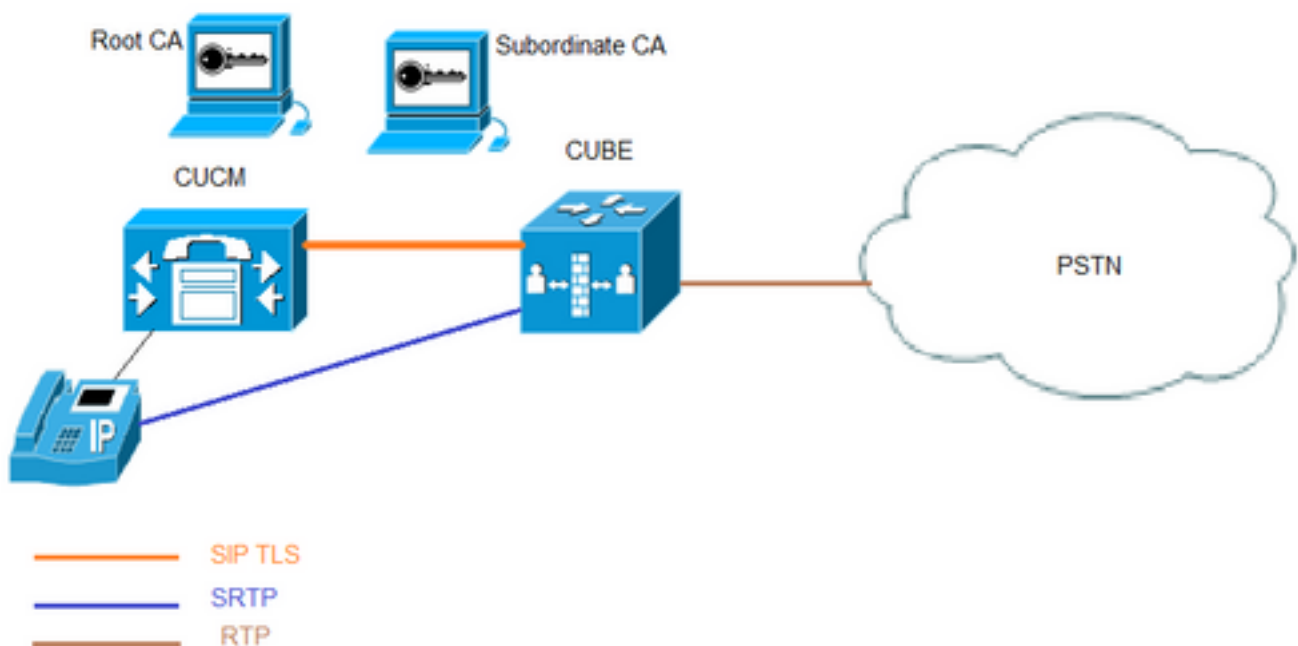 Root CA
Subordinate CA
CUBE
CUCM
PSTN
IP
SIP TLS
SRTP
RTP